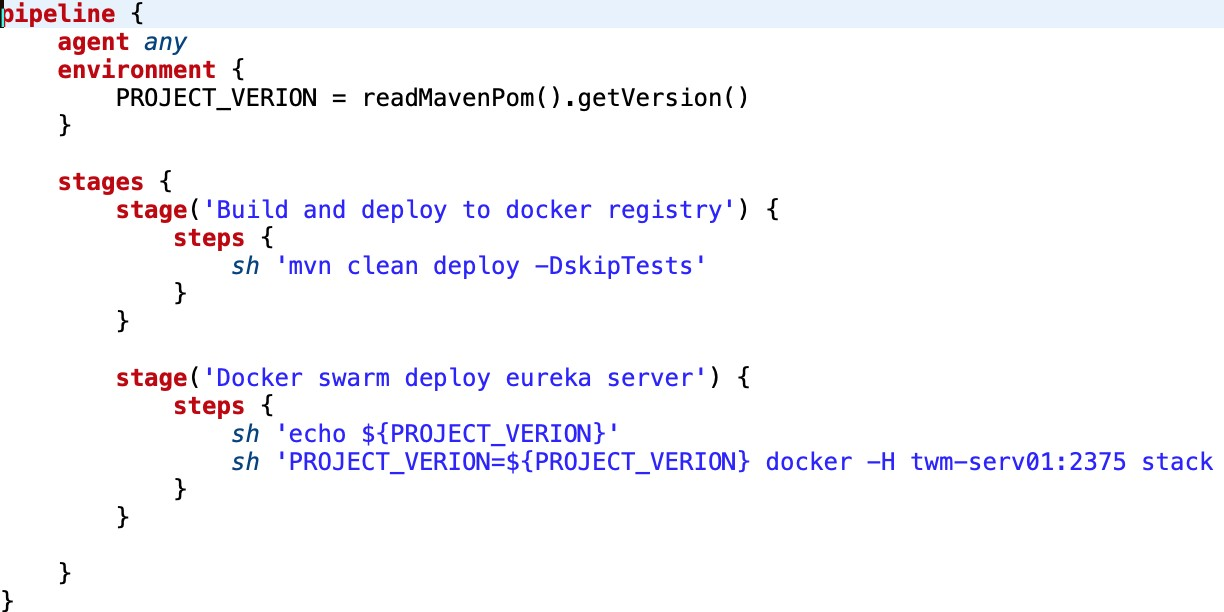 pipeline {
    agent any
    environment {
        PROJECT_VERION = readMavenPom().getVersion()
    }

    stages {
        stage('Build and deploy to docker registry') {
            steps {
                sh 'mvn clean deploy -DskipTests'
            }
        }

        stage('Docker swarm deploy eureka server') {
            steps {
                sh 'echo ${PROJECT_VERION}'
                sh 'PROJECT_VERION=${PROJECT_VERION} docker -H twm-serv01:2375 stack
            }
        }

    }
}